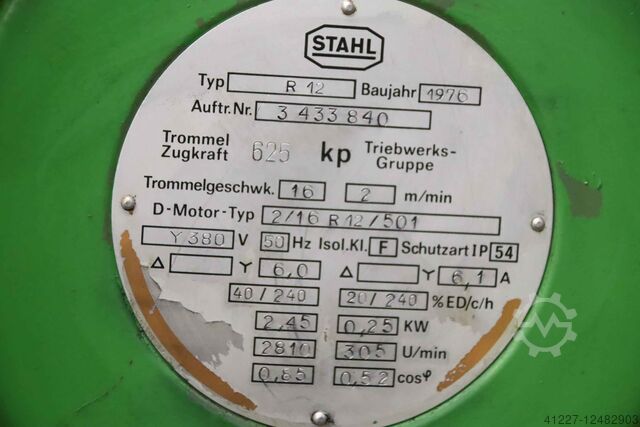 STAHL
Typ R 12 Baujahr 1976
Auftr.Nr. 3 433 840
Trommel Zugkraft 625 kp Triebwerks-Gruppe
Trommelgeschwk. 16 2 m/min
D-Motor-Typ 2/16 R 12/501
Y 380 V 50 Hz Isol.Kl. F Schutzart IP 54
Δ Y 6,0 Δ Y 6,1 A
40/240 20/240 %ED/c/h
2,45 0,25 KW
2810 305 U/min
0,85 0,52 cosφ
41227-12482903